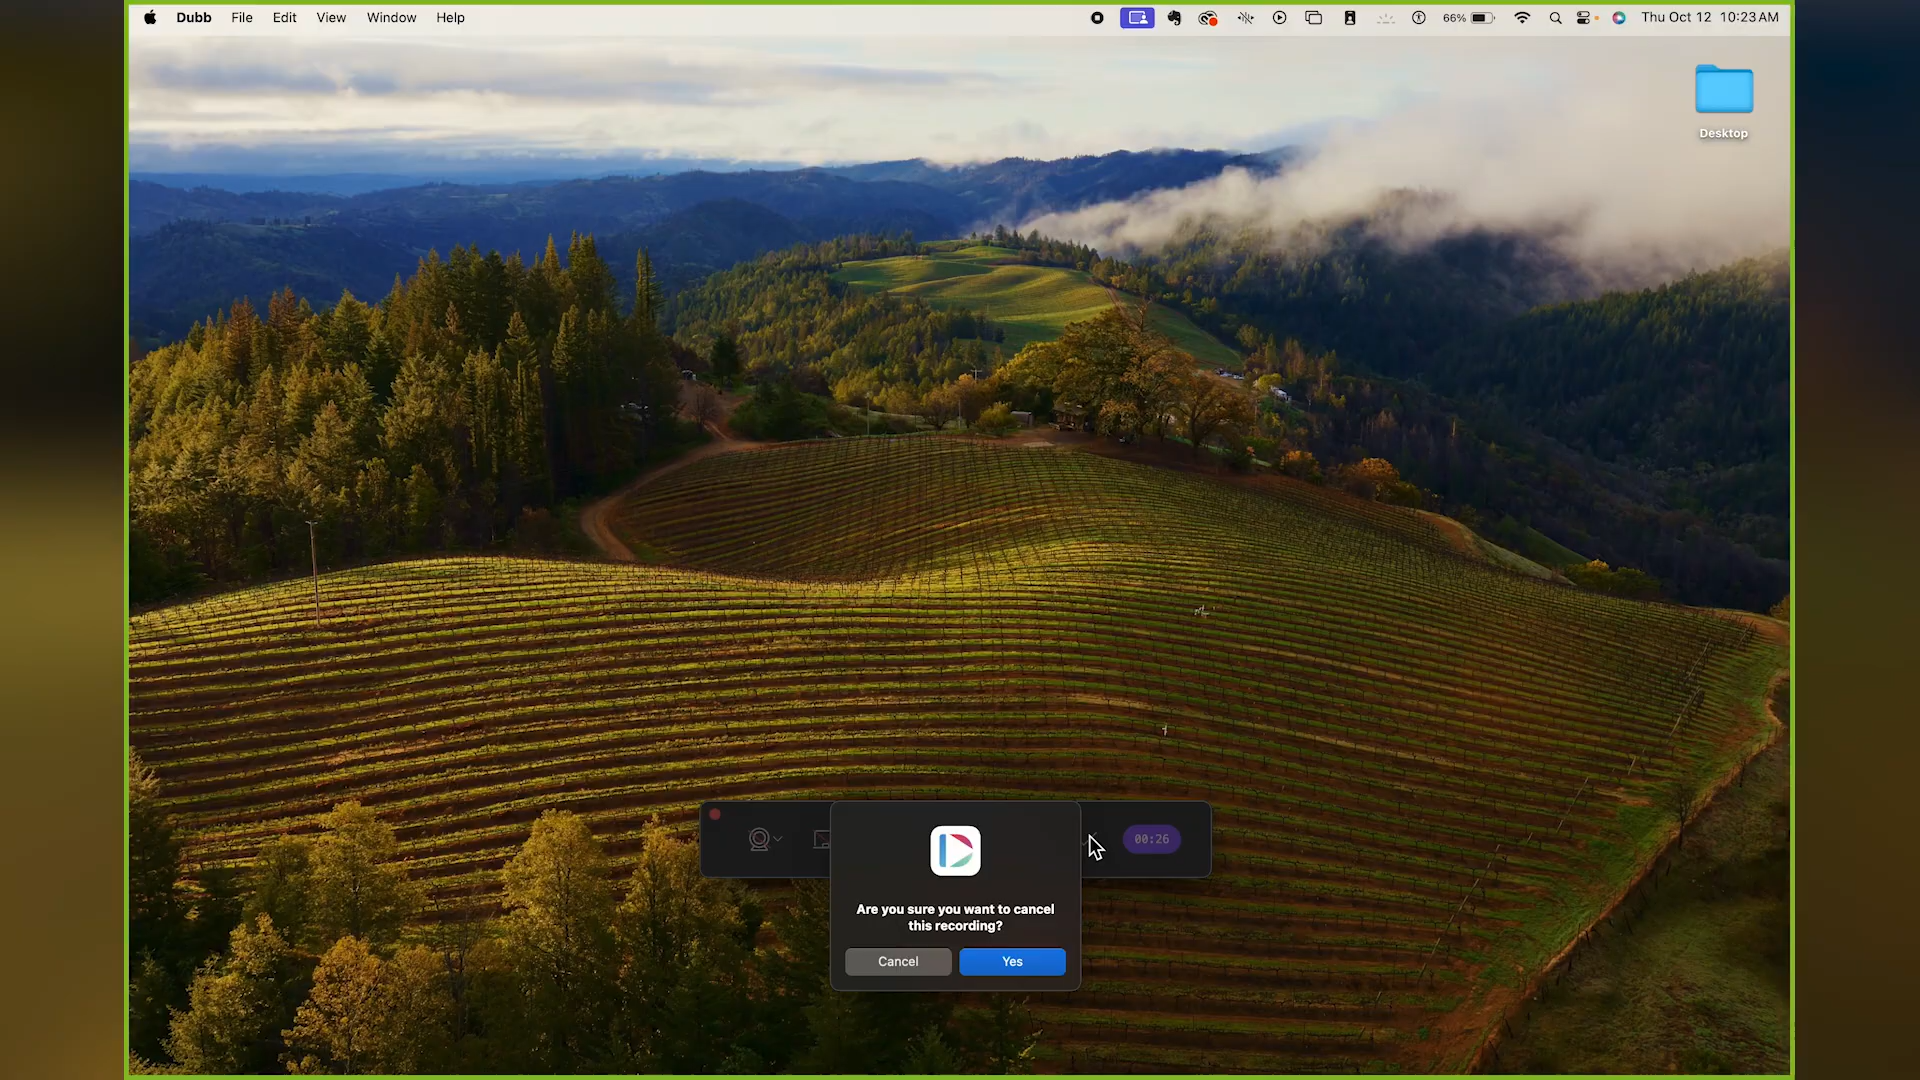 Dubb File Edit View Window Help 66% Thu Oct 12 10:23 AM
Desktop
00:26
Are you sure you want to cancel
this recording?
Cancel Yes